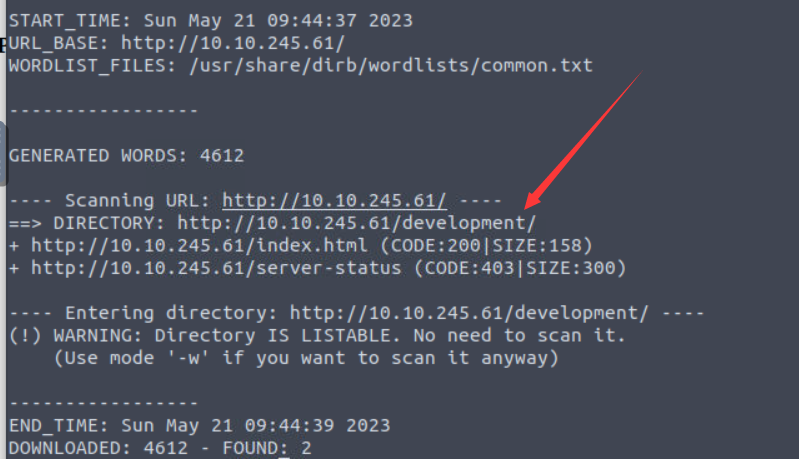 START_TIME: Sun May 21 09:44:37 2023
URL_BASE: http://10.10.245.61/
WORDLIST_FILES: /usr/share/dirb/wordlists/common.txt
-----------------
GENERATED WORDS: 4612
---- Scanning URL: http://10.10.245.61/ ----
==> DIRECTORY: http://10.10.245.61/development/
+ http://10.10.245.61/index.html (CODE:200|SIZE:158)
+ http://10.10.245.61/server-status (CODE:403|SIZE:300)
---- Entering directory: http://10.10.245.61/development/ ----
(!) WARNING: Directory IS LISTABLE. No need to scan it.
(Use mode '-w' if you want to scan it anyway)
-----------------
END_TIME: Sun May 21 09:44:39 2023
DOWNLOADED: 4612 - FOUND: 2